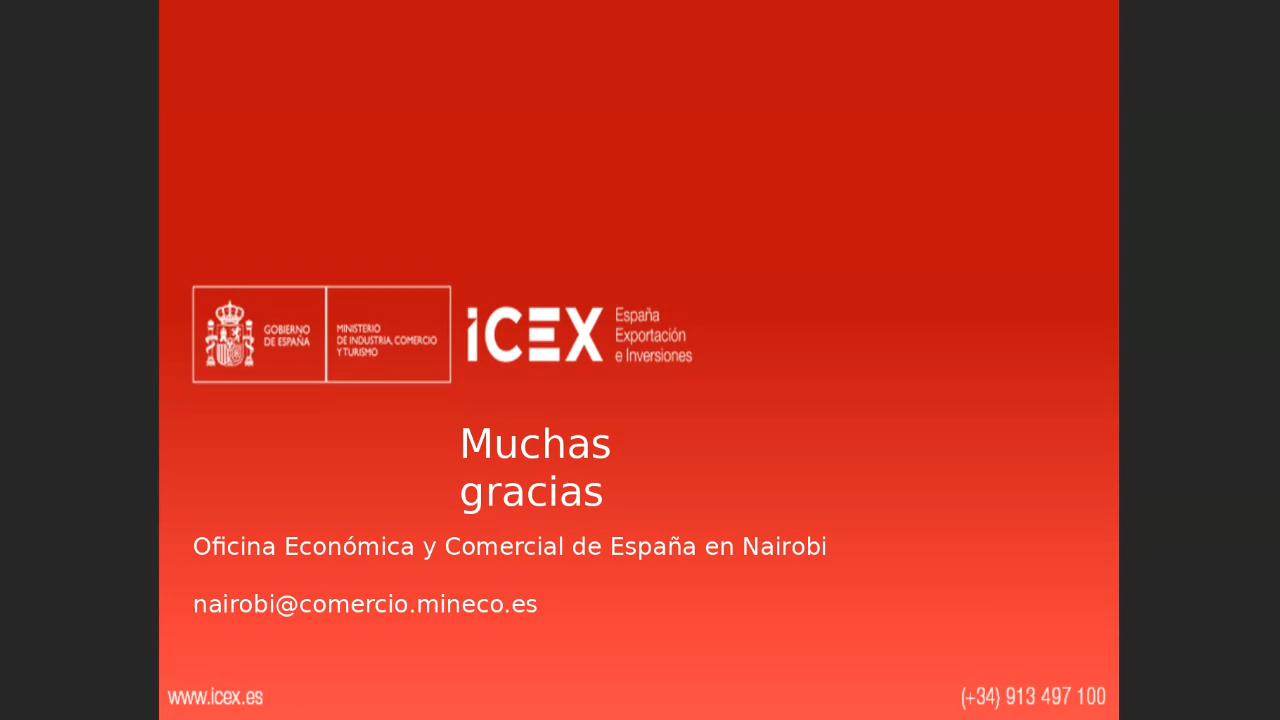 GOBIERNO
DE ESPAÑA
MINISTERIO
DE INDUSTRIA, COMERCIO
Y TURISMO
iCEX
España
Exportación
e Inversiones
Muchas
gracias
Oficina Económica y Comercial de España en Nairobi
nairobi@comercio.mineco.es
www.icex.es
(+34) 913 497 100